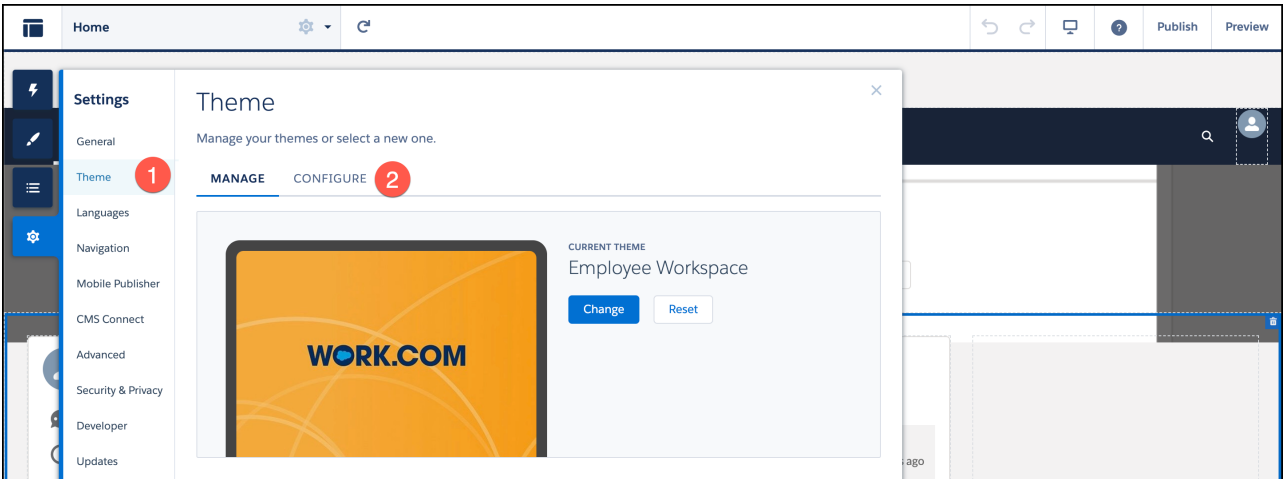 Home
Publish
Preview
Settings
General
Theme
1
Languages
Navigation
Mobile Publisher
CMS Connect
Advanced
Security & Privacy
Developer
Updates
Theme
Manage your themes or select a new one.
MANAGE CONFIGURE 2
WORK.COM
CURRENT THEME
Employee Workspace
Change Reset
ago